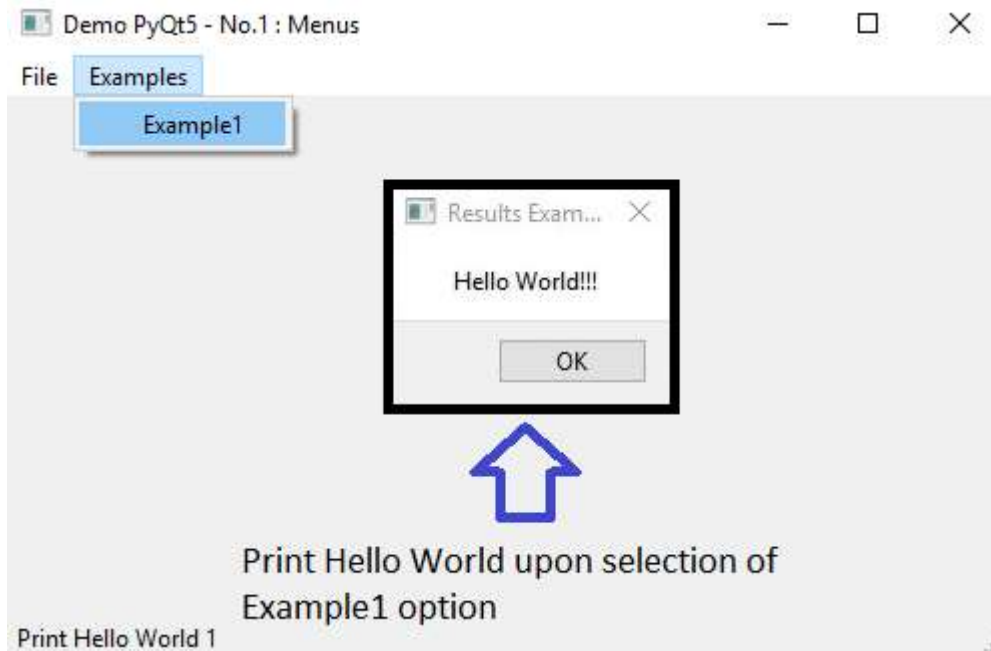 Demo PyQt5 - No.1 : Menus
File Examples
Example1
Results Exam...
Hello World!!!
OK
Print Hello World upon selection of
Example1 option
Print Hello World 1